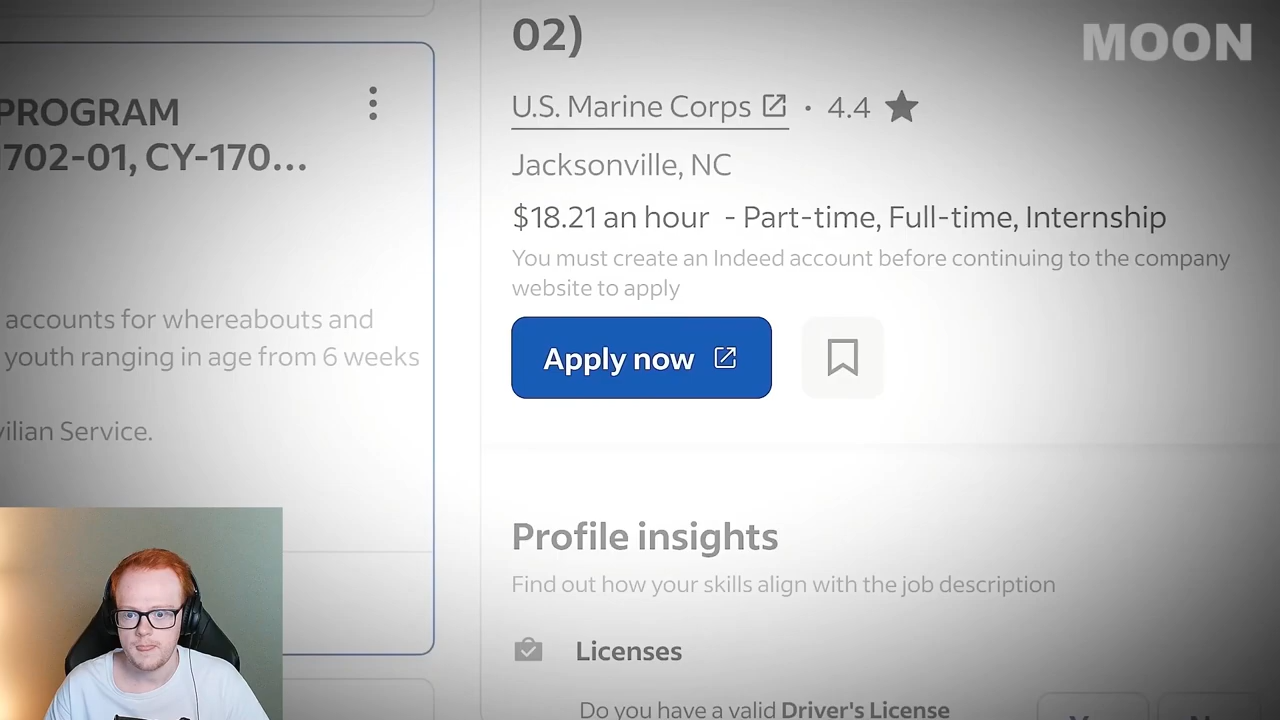 MOON
PROGRAM
1702-01, CY-170...
accounts for whereabouts and
youth ranging in age from 6 weeks
vilian Service.
02)
U.S. Marine Corps · 4.4
Jacksonville, NC
$18.21 an hour - Part-time, Full-time, Internship
You must create an Indeed account before continuing to the company
website to apply
Apply now
Profile insights
Find out how your skills align with the job description
Licenses
Do you have a valid Driver's License